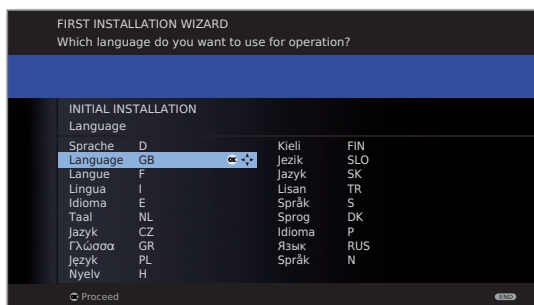 FIRST INSTALLATION WIZARD
Which language do you want to use for operation?
INITIAL INSTALLATION
Language
Sprache D
Language GB OK
Langue F
Lingua I
Idioma E
Taal NL
Jazyk CZ
Γλώσσα GR
Język PL
Nyelv H
Kieli FIN
Jezik SLO
Jazyk SK
Lisan TR
Språk S
Sprog DK
Idioma P
Язык RUS
Språk N
OK Proceed
END